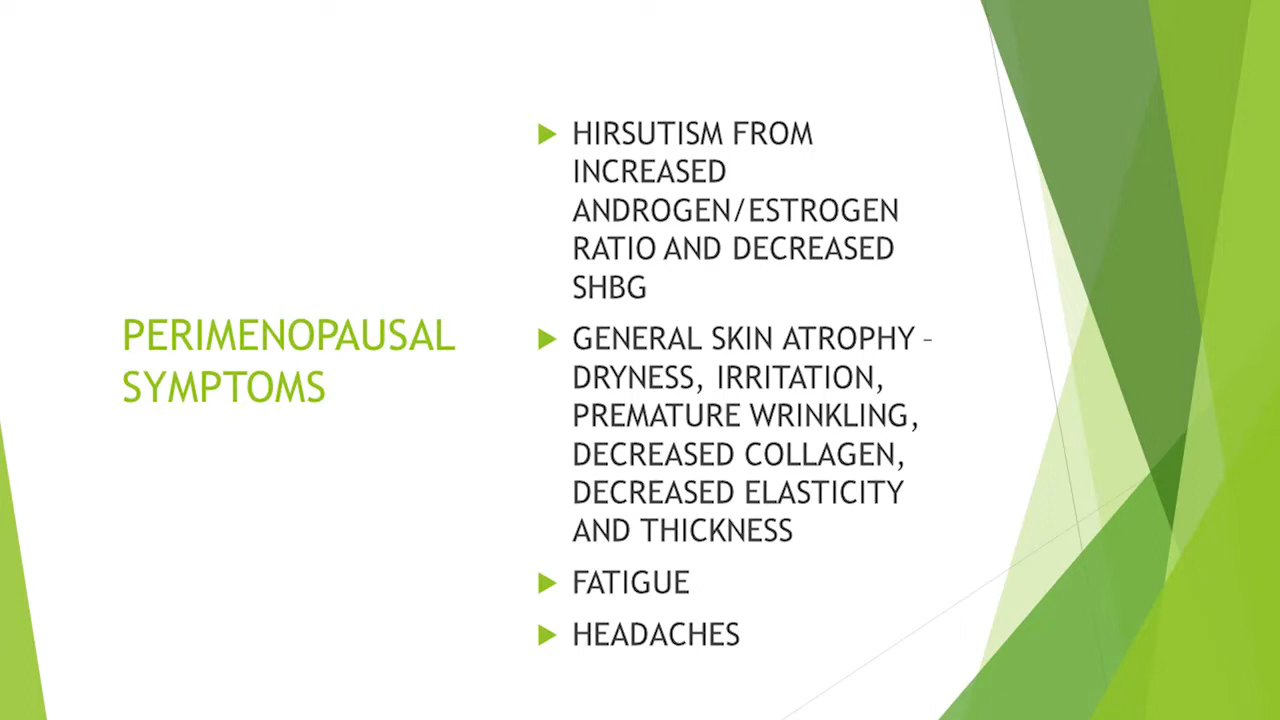 PERIMENOPAUSAL
SYMPTOMS
HIRSUTISM FROM
INCREASED
ANDROGEN/ESTROGEN
RATIO AND DECREASED
SHBG
GENERAL SKIN ATROPHY –
DRYNESS, IRRITATION,
PREMATURE WRINKLING,
DECREASED COLLAGEN,
DECREASED ELASTICITY
AND THICKNESS
FATIGUE
HEADACHES